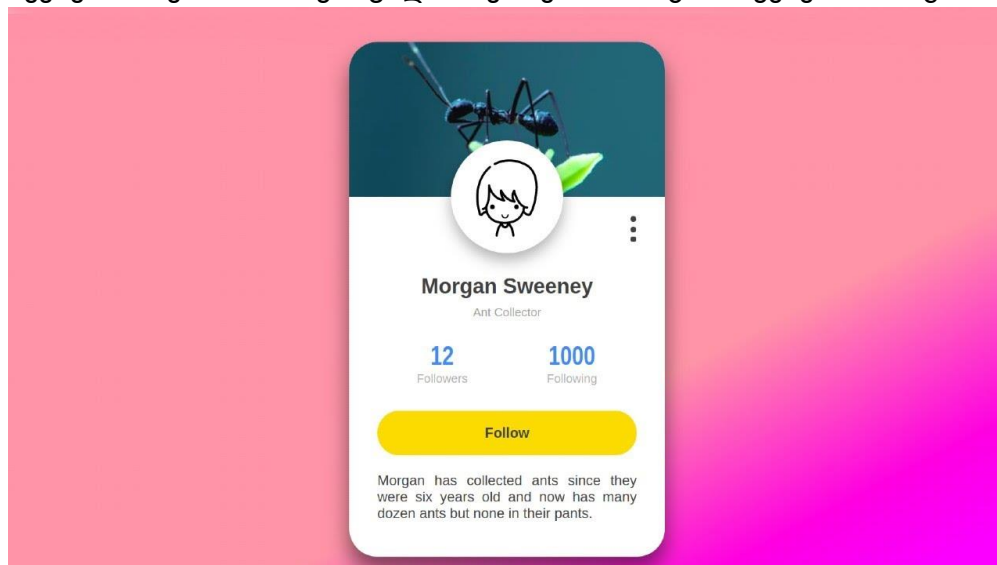 Morgan Sweeney
Ant Collector
12 1000
Followers Following
Follow
Morgan has collected ants since they
were six years old and now has many
dozen ants but none in their pants.